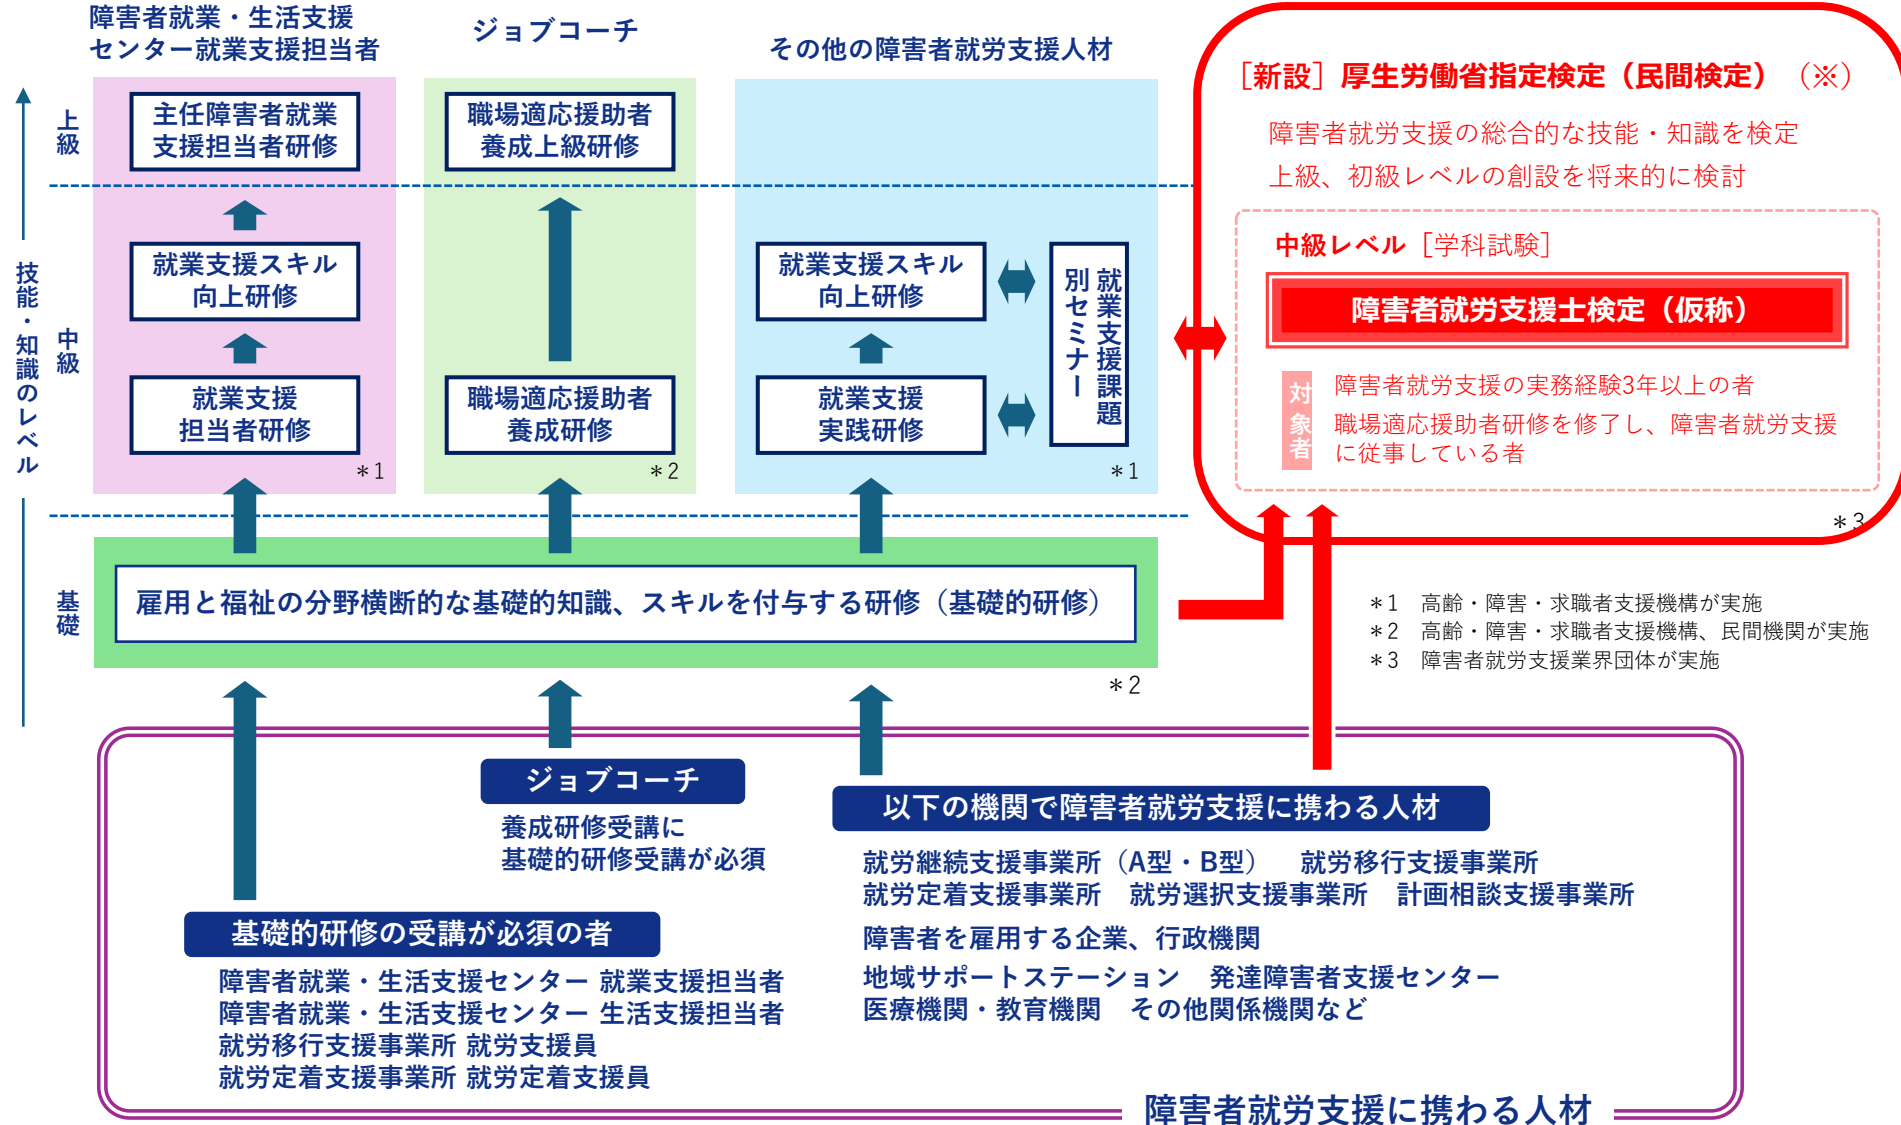 障害者就業・生活支援
センター就業支援担当者
ジョブコーチ
その他の障害者就労支援人材
技能・知識のレベル
上級
中級
基礎
主任障害者就業
支援担当者研修
職場適応援助者
養成上級研修
就業支援スキル
向上研修
就業支援スキル
向上研修
就業支援課題
別セミナー
就業支援
担当者研修
職場適応援助者
養成研修
就業支援
実践研修
*1
*2
*1
雇用と福祉の分野横断的な基礎的知識、スキルを付与する研修（基礎的研修）
*2
［新設］厚生労働省指定検定（民間検定）（※）
障害者就労支援の総合的な技能・知識を検定
上級、初級レベルの創設を将来的に検討
中級レベル［学科試験］
障害者就労支援士検定（仮称）
対象者
障害者就労支援の実務経験3年以上の者
職場適応援助者研修を修了し、障害者就労支援
に従事している者
*3
*1　高齢・障害・求職者支援機構が実施
*2　高齢・障害・求職者支援機構、民間機関が実施
*3　障害者就労支援業界団体が実施
ジョブコーチ
養成研修受講に
基礎的研修受講が必須
基礎的研修の受講が必須の者
障害者就業・生活支援センター 就業支援担当者
障害者就業・生活支援センター 生活支援担当者
就労移行支援事業所 就労支援員
就労定着支援事業所 就労定着支援員
以下の機関で障害者就労支援に携わる人材
就労継続支援事業所（A型・B型）　就労移行支援事業所
就労定着支援事業所　就労選択支援事業所　計画相談支援事業所
障害者を雇用する企業、行政機関
地域サポートステーション　発達障害者支援センター
医療機関・教育機関　その他関係機関など
障害者就労支援に携わる人材